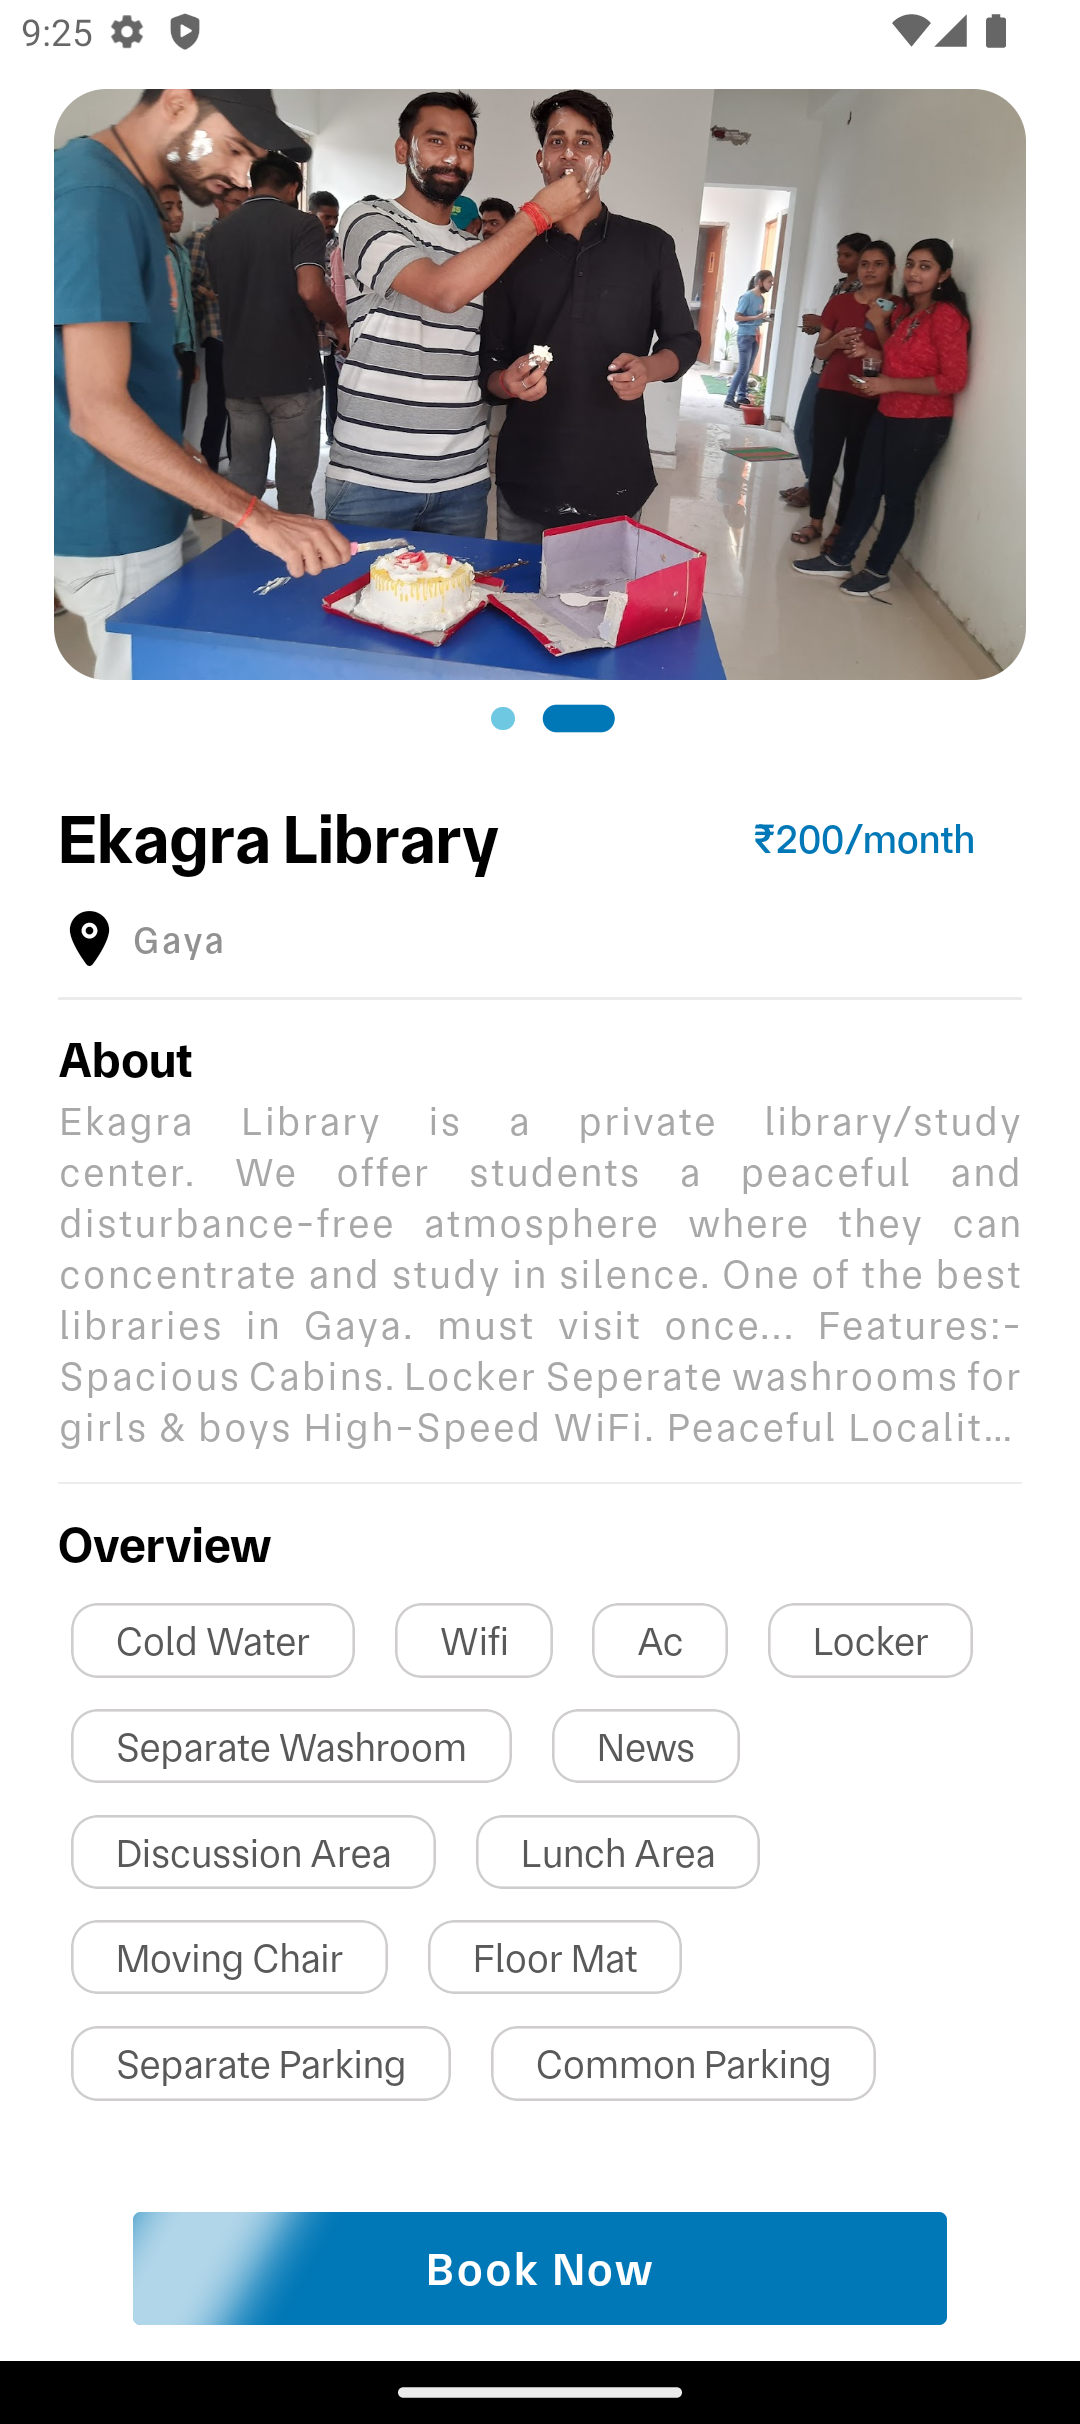 9:25
Ekagra Library
₹200/month
Gaya
About
Ekagra Library is a private library/study
center. We offer students a peaceful and
disturbance-free atmosphere where they can
concentrate and study in silence. One of the best
libraries in Gaya. must visit once... Features:-
Spacious Cabins. Locker Seperate washrooms for
girls & boys High-Speed WiFi. Peaceful Localit...
Overview
Cold Water
Wifi
Ac
Locker
Separate Washroom
News
Discussion Area
Lunch Area
Moving Chair
Floor Mat
Separate Parking
Common Parking
Book Now